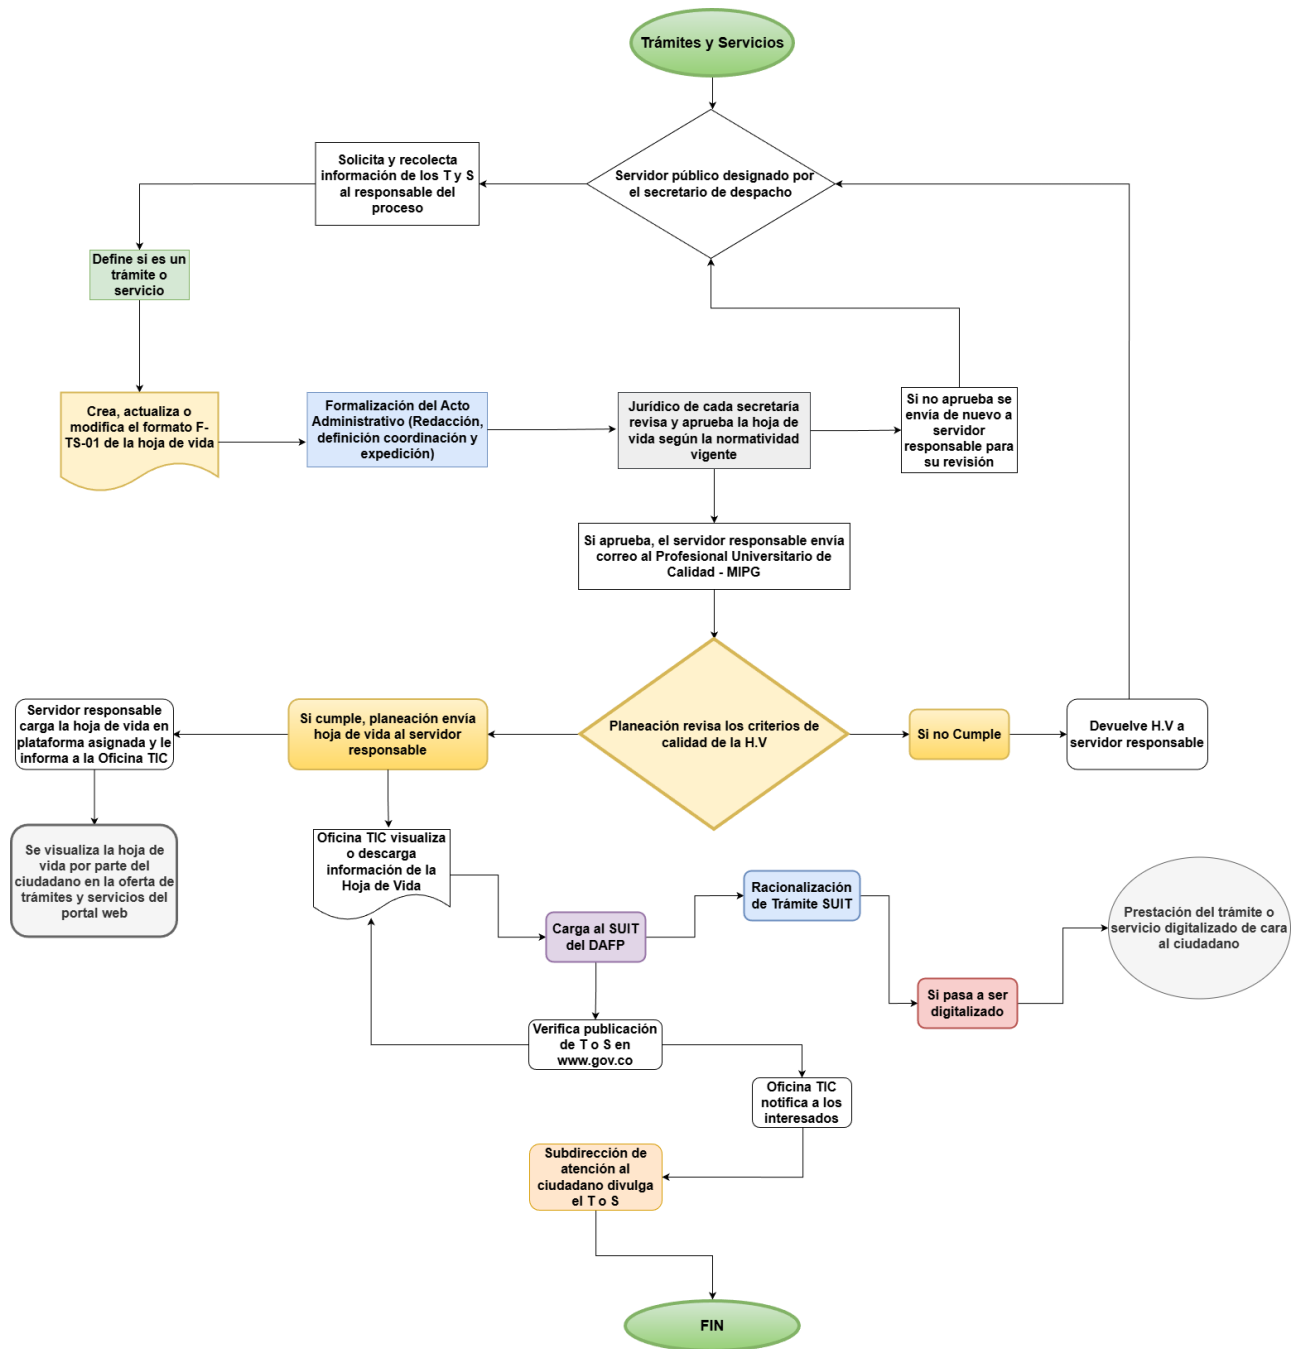 Trámites y Servicios
Servidor público designado por
el secretario de despacho
Solicita y recolecta
información de los T y S
al responsable del
proceso
Define si es un
trámite o
servicio
Crea, actualiza o
modifica el formato F-
TS-01 de la hoja de vida
Formalización del Acto
Administrativo (Redacción,
definición coordinación y
expedición)
Jurídico de cada secretaría
revisa y aprueba la hoja de
vida según la normatividad
vigente
Si no aprueba se
envía de nuevo a
servidor
responsable para
su revisión
Si aprueba, el servidor responsable envía
correo al Profesional Universitario de
Calidad - MIPG
Planeación revisa los criterios de
calidad de la H.V
Si no Cumple
Devuelve H.V a
servidor responsable
Si cumple, planeación envía
hoja de vida al servidor
responsable
Servidor responsable
carga la hoja de vida en
plataforma asignada y le
informa a la Oficina TIC
Se visualiza la hoja de
vida por parte del
ciudadano en la oferta de
trámites y servicios del
portal web
Oficina TIC visualiza
o descarga
información de la
Hoja de Vida
Carga al SUIT
del DAFP
Racionalización
de Trámite SUIT
Si pasa a ser
digitalizado
Prestación del trámite o
servicio digitalizado de cara
al ciudadano
Verifica publicación
de T o S en
www.gov.co
Oficina TIC
notifica a los
interesados
Subdirección de
atención al
ciudadano divulga
el T o S
FIN